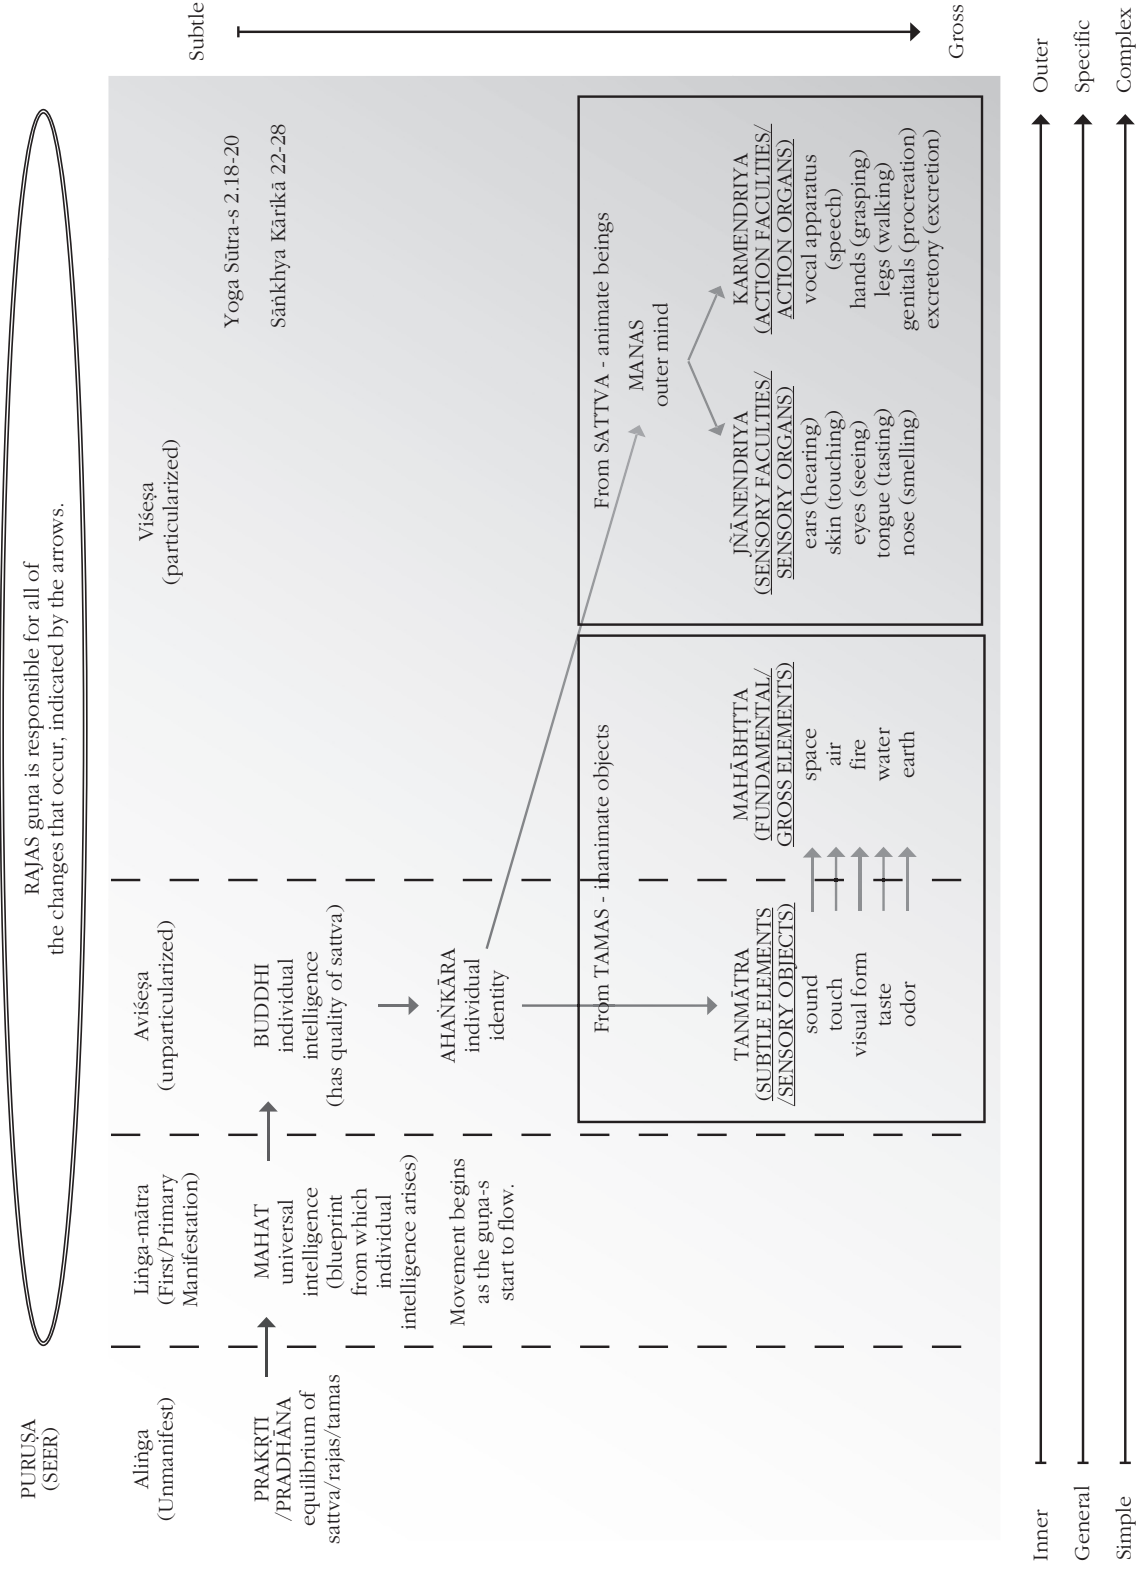 PURUṢA
(SEER)
RAJAS guṇa is responsible for all of
the changes that occur, indicated by the arrows.
Aliṅga
(Unmanifest)
Liṅga-mātra
(First/Primary
Manifestation)
Aviśeṣa
(unparticularized)
Viśeṣa
(particularized)
Subtle
Gross
Yoga Sūtra-s 2.18-20
Sāṅkhya Kārikā 22-28
PRAKṚTI
/PRADHĀNA
equilibrium of
sattva/rajas/tamas
MAHAT
universal
intelligence
(blueprint
from which
individual
intelligence arises)
Movement begins
as the guṇa-s
start to flow.
BUDDHI
individual
intelligence
(has quality of sattva)
AHAṄKĀRA
individual
identity
From TAMAS - inanimate objects
TANMĀTRA
(SUBTLE ELEMENTS
/SENSORY OBJECTS)
sound
touch
visual form
taste
odor
MAHĀBHṬTA
(FUNDAMENTAL/
GROSS ELEMENTS)
space
air
fire
water
earth
From SATTVA - animate beings
MANAS
outer mind
JÑĀNENDRIYA
(SENSORY FACULTIES/
SENSORY ORGANS)
ears (hearing)
skin (touching)
eyes (seeing)
tongue (tasting)
nose (smelling)
KARMENDRIYA
(ACTION FACULTIES/
ACTION ORGANS)
vocal apparatus
(speech)
hands (grasping)
legs (walking)
genitals (procreation)
excretory (excretion)
Inner
Outer
General
Specific
Simple
Complex